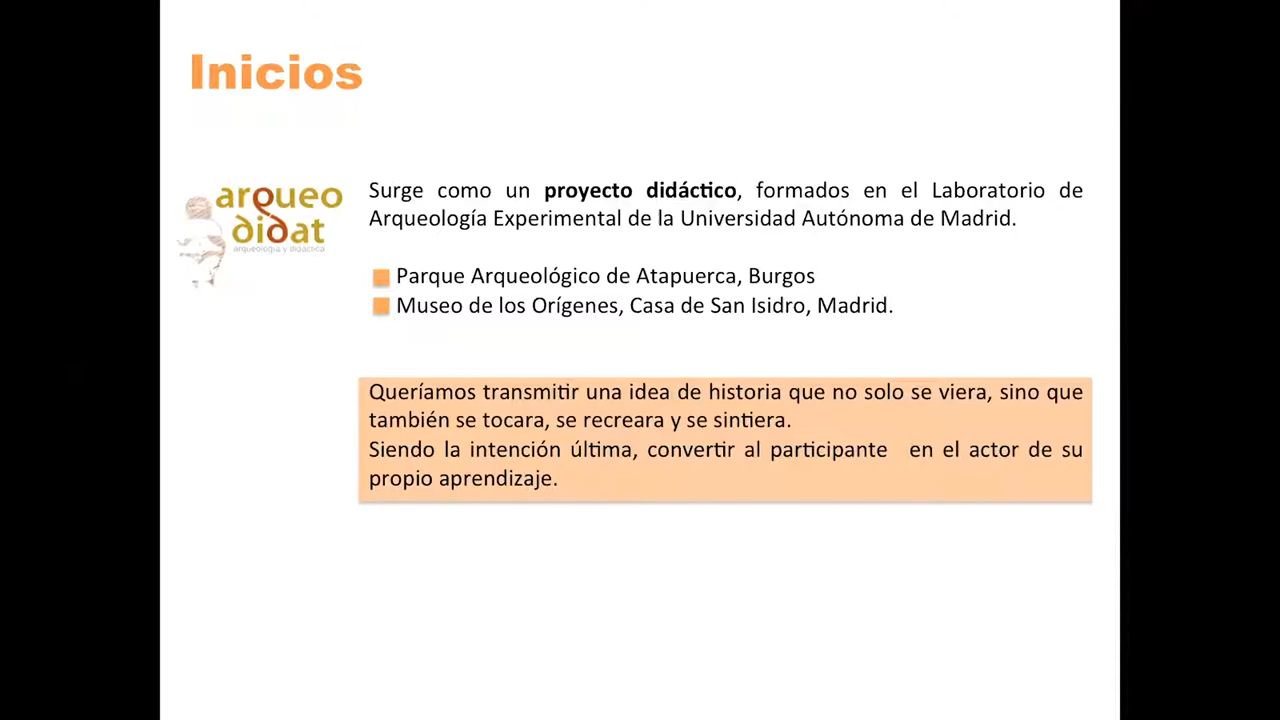 Inicios
arqueo
didat
arqueología y didáctica
Surge como un proyecto didáctico, formados en el Laboratorio de
Arqueología Experimental de la Universidad Autónoma de Madrid.
Parque Arqueológico de Atapuerca, Burgos
Museo de los Orígenes, Casa de San Isidro, Madrid.
Queríamos transmitir una idea de historia que no solo se viera, sino que
también se tocara, se recreara y se sintiera.
Siendo la intención última, convertir al participante en el actor de su
propio aprendizaje.